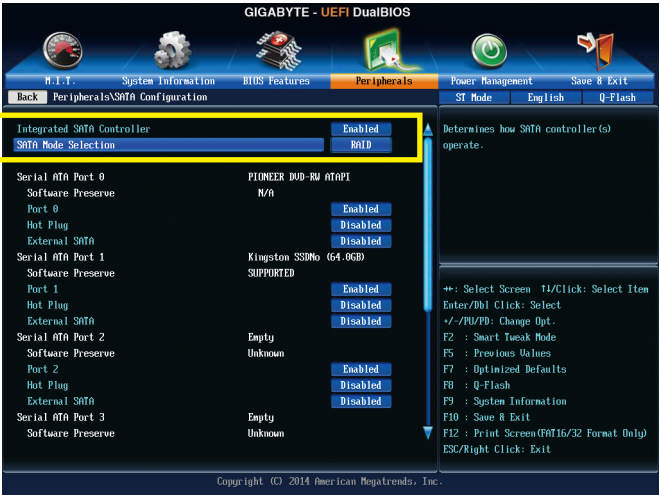 GIGABYTE - UEFI DualBIOS
M.I.T. System Information BIOS Features Peripherals Power Management Save & Exit
Back Peripherals\SATA Configuration ST Mode English Q-Flash
Integrated SATA Controller Enabled
SATA Mode Selection RAID
Serial ATA Port 0 PIONEER DVD-RW ATAPI
Software Preserve N/A
Port 0 Enabled
Hot Plug Disabled
External SATA Disabled
Serial ATA Port 1 Kingston SSDNo (64.0GB)
Software Preserve SUPPORTED
Port 1 Enabled
Hot Plug Disabled
External SATA Disabled
Serial ATA Port 2 Empty
Software Preserve Unknown
Port 2 Enabled
Hot Plug Disabled
External SATA Disabled
Serial ATA Port 3 Empty
Software Preserve Unknown
Determines how SATA controller(s)
operate.
→←: Select Screen ↑↓/Click: Select Item
Enter/Dbl Click: Select
+/-/PU/PD: Change Opt.
F2 : Smart Tweak Mode
F5 : Previous Values
F7 : Optimized Defaults
F8 : Q-Flash
F9 : System Information
F10 : Save & Exit
F12 : Print Screen(FAT16/32 Format Only)
ESC/Right Click: Exit
Copyright (C) 2014 American Megatrends, Inc.